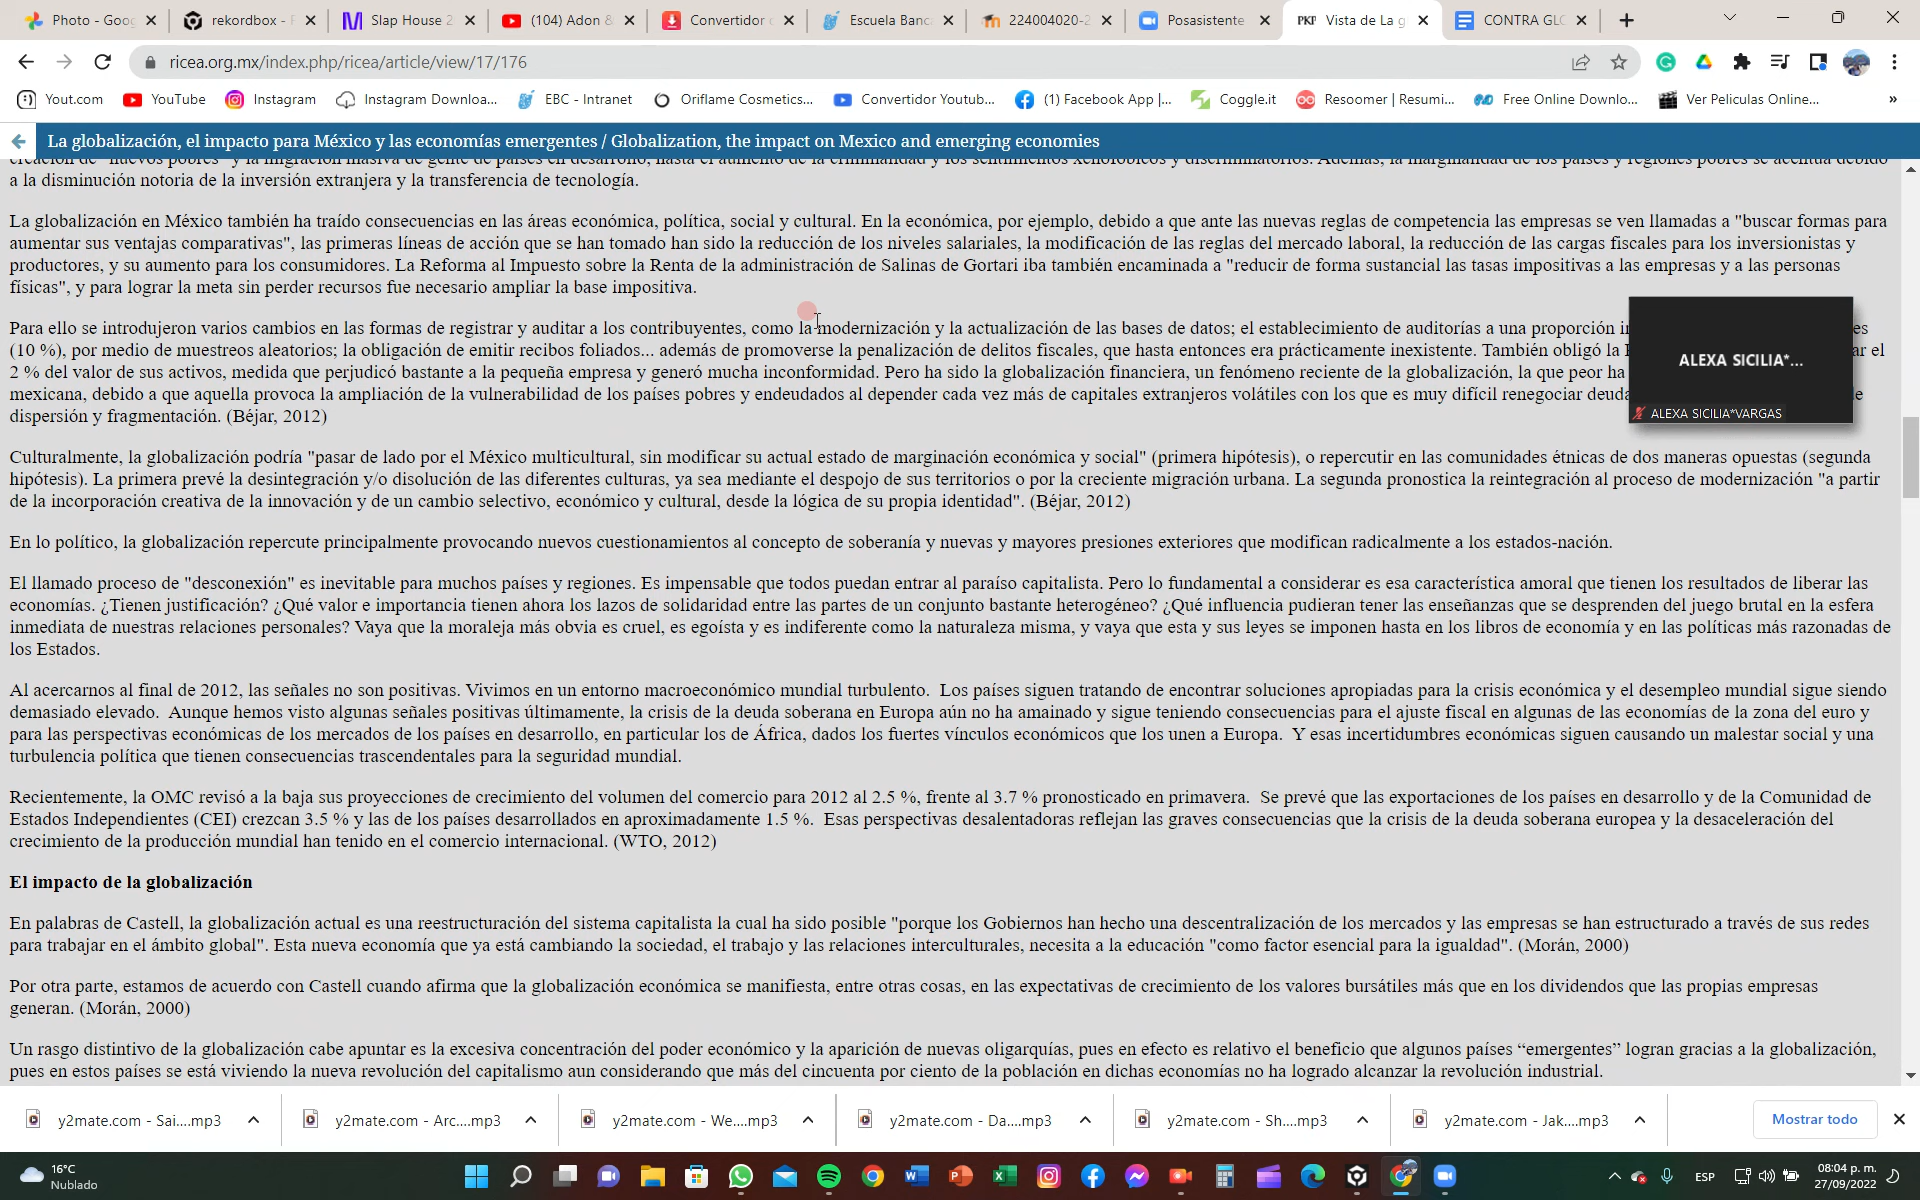 Photo - Goog
rekordbox - F
Slap House 2
(104) Adon &
Convertidor d
Escuela Banc
224004020-2
Posasistente
PKP Vista de La g
CONTRA GLO
ricea.org.mx/index.php/ricea/article/view/17/176
Yout.com
YouTube
Instagram
Instagram Downloa...
EBC - Intranet
Oriflame Cosmetics...
Convertidor Youtub...
(1) Facebook App |...
Coggle.it
Resoomer | Resumi...
Free Online Downlo...
Ver Peliculas Online...
La globalización, el impacto para México y las economías emergentes / Globalization, the impact on Mexico and emerging economies
creación de "nuevos pobres" y la migración masiva de gente de países en desarrollo, hasta el aumento de la criminalidad y los sentimientos xenofóbicos y discriminatorios. Además, la marginalidad de los países y regiones pobres se acentúa debido
a la disminución notoria de la inversión extranjera y la transferencia de tecnología.
La globalización en México también ha traído consecuencias en las áreas económica, política, social y cultural. En la económica, por ejemplo, debido a que ante las nuevas reglas de competencia las empresas se ven llamadas a "buscar formas para
aumentar sus ventajas comparativas", las primeras líneas de acción que se han tomado han sido la reducción de los niveles salariales, la modificación de las reglas del mercado laboral, la reducción de las cargas fiscales para los inversionistas y
productores, y su aumento para los consumidores. La Reforma al Impuesto sobre la Renta de la administración de Salinas de Gortari iba también encaminada a "reducir de forma sustancial las tasas impositivas a las empresas y a las personas
físicas", y para lograr la meta sin perder recursos fue necesario ampliar la base impositiva.
Para ello se introdujeron varios cambios en las formas de registrar y auditar a los contribuyentes, como la modernización y la actualización de las bases de datos; el establecimiento de auditorías a una proporción
(10 %), por medio de muestreos aleatorios; la obligación de emitir recibos foliados... además de promoverse la penalización de delitos fiscales, que hasta entonces era prácticamente inexistente. También obligó la
2 % del valor de sus activos, medida que perjudicó bastante a la pequeña empresa y generó mucha inconformidad. Pero ha sido la globalización financiera, un fenómeno reciente de la globalización, la que peor ha
mexicana, debido a que aquella provoca la ampliación de la vulnerabilidad de los países pobres y endeudados al depender cada vez más de capitales extranjeros volátiles con los que es muy difícil renegociar
dispersión y fragmentación. (Béjar, 2012)
ALEXA SICILIA*...
ALEXA SICILIA*VARGAS
Culturalmente, la globalización podría "pasar de lado por el México multicultural, sin modificar su actual estado de marginación económica y social" (primera hipótesis), o repercutir en las comunidades étnicas de dos maneras opuestas (segunda
hipótesis). La primera prevé la desintegración y/o disolución de las diferentes culturas, ya sea mediante el despojo de sus territorios o por la creciente migración urbana. La segunda pronostica la reintegración al proceso de modernización "a partir
de la incorporación creativa de la innovación y de un cambio selectivo, económico y cultural, desde la lógica de su propia identidad". (Béjar, 2012)
En lo político, la globalización repercute principalmente provocando nuevos cuestionamientos al concepto de soberanía y nuevas y mayores presiones exteriores que modifican radicalmente a los estados-nación.
El llamado proceso de "desconexión" es inevitable para muchos países y regiones. Es impensable que todos puedan entrar al paraíso capitalista. Pero lo fundamental a considerar es esa característica amoral que tienen los resultados de liberar las
economías. ¿Tienen justificación? ¿Qué valor e importancia tienen ahora los lazos de solidaridad entre las partes de un conjunto bastante heterogéneo? ¿Qué influencia pudieran tener las enseñanzas que se desprenden del juego brutal en la esfera
inmediata de nuestras relaciones personales? Vaya que la moraleja más obvia es cruel, es egoísta y es indiferente como la naturaleza misma, y vaya que esta y sus leyes se imponen hasta en los libros de economía y en las políticas más razonadas de
los Estados.
Al acercarnos al final de 2012, las señales no son positivas. Vivimos en un entorno macroeconómico mundial turbulento. Los países siguen tratando de encontrar soluciones apropiadas para la crisis económica y el desempleo mundial sigue siendo
demasiado elevado. Aunque hemos visto algunas señales positivas últimamente, la crisis de la deuda soberana en Europa aún no ha amainado y sigue teniendo consecuencias para el ajuste fiscal en algunas de las economías de la zona del euro y
para las perspectivas económicas de los mercados de los países en desarrollo, en particular los de África, dados los fuertes vínculos económicos que los unen a Europa. Y esas incertidumbres económicas siguen causando un malestar social y una
turbulencia política que tienen consecuencias trascendentales para la seguridad mundial.
Recientemente, la OMC revisó a la baja sus proyecciones de crecimiento del volumen del comercio para 2012 al 2.5 %, frente al 3.7 % pronosticado en primavera. Se prevé que las exportaciones de los países en desarrollo y de la Comunidad de
Estados Independientes (CEI) crezcan 3.5 % y las de los países desarrollados en aproximadamente 1.5 %. Esas perspectivas desalentadoras reflejan las graves consecuencias que la crisis de la deuda soberana europea y la desaceleración del
crecimiento de la producción mundial han tenido en el comercio internacional. (WTO, 2012)
El impacto de la globalización
En palabras de Castell, la globalización actual es una reestructuración del sistema capitalista la cual ha sido posible "porque los Gobiernos han hecho una descentralización de los mercados y las empresas se han estructurado a través de sus redes
para trabajar en el ámbito global". Esta nueva economía que ya está cambiando la sociedad, el trabajo y las relaciones interculturales, necesita a la educación "como factor esencial para la igualdad". (Morán, 2000)
Por otra parte, estamos de acuerdo con Castell cuando afirma que la globalización económica se manifiesta, entre otras cosas, en las expectativas de crecimiento de los valores bursátiles más que en los dividendos que las propias empresas
generan. (Morán, 2000)
Un rasgo distintivo de la globalización cabe apuntar es la excesiva concentración del poder económico y la aparición de nuevas oligarquías, pues en efecto es relativo el beneficio que algunos países “emergentes” logran gracias a la globalización,
pues en estos países se está viviendo la nueva revolución del capitalismo aun considerando que más del cincuenta por ciento de la población en dichas economías no ha logrado alcanzar la revolución industrial.
y2mate.com - Sai....mp3
y2mate.com - Arc....mp3
y2mate.com - We....mp3
y2mate.com - Da....mp3
y2mate.com - Sh....mp3
y2mate.com - Jak....mp3
Mostrar todo
16°C
Nublado
ESP
08:04 p. m.
27/09/2022